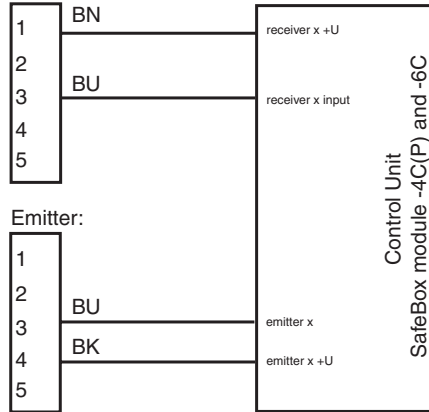 1
BN
receiver x +U
2
3
BU
receiver x input
4
5
Emitter:
1
2
3
BU
emitter x
4
BK
emitter x +U
5
Control Unit
SafeBox module -4C(P) and -6C